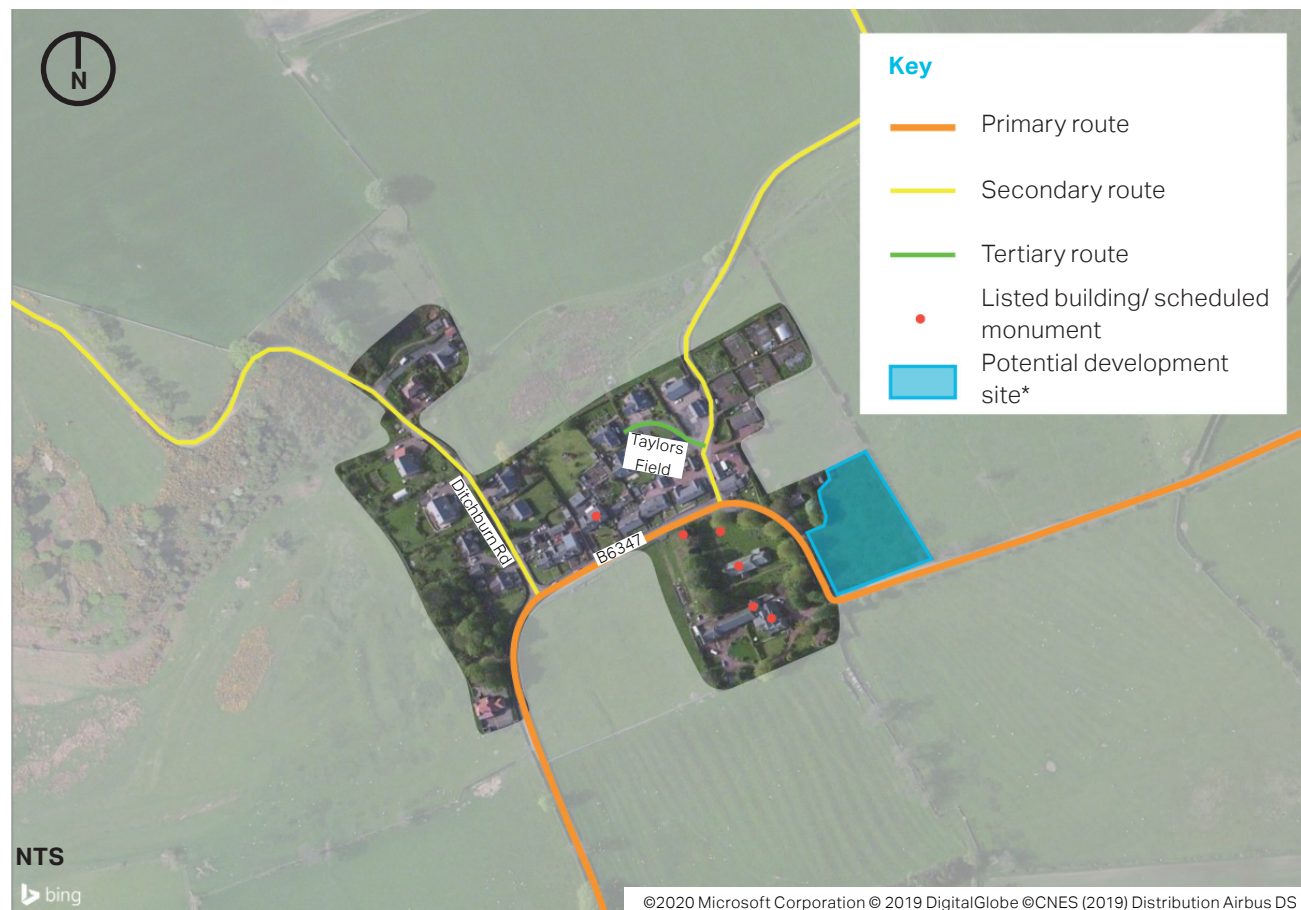 N
Key
Primary route
Secondary route
Tertiary route
Listed building/ scheduled
monument
Potential development
site*
Taylors
Field
Ditchburn Rd
B6347
NTS
bing
©2020 Microsoft Corporation © 2019 DigitalGlobe ©CNES (2019) Distribution Airbus DS